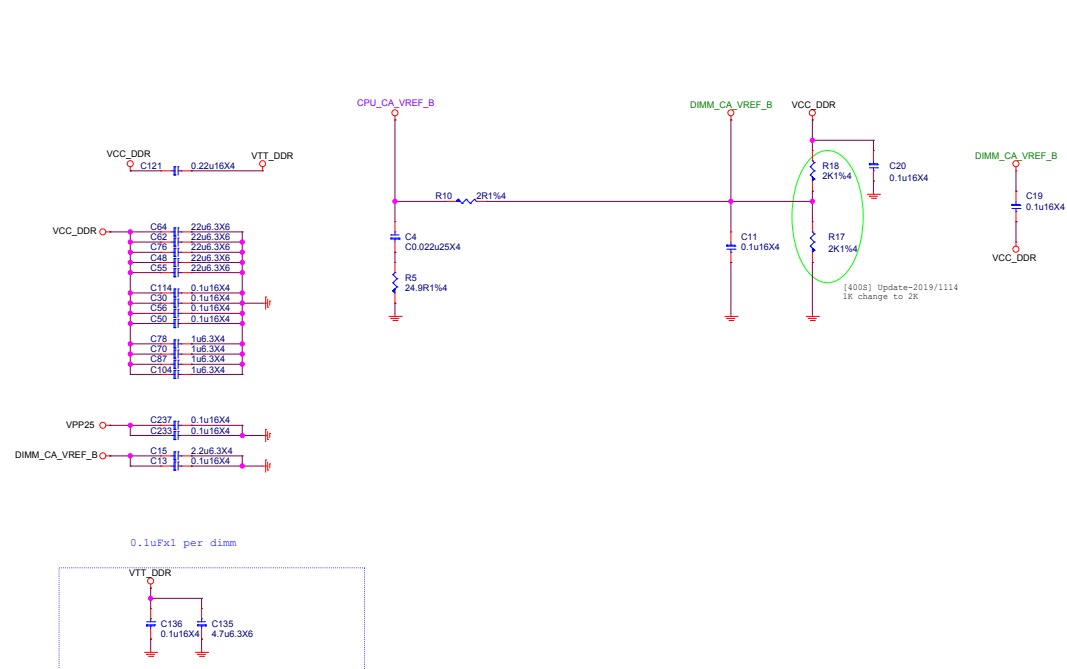 CPU_CA_VREF_B
DIMM_CA_VREF_B
VCC_DDR
VCC_DDR
C121
0.22u16X4
VTT_DDR
R10
2R1%4
R18
2K1%4
C20
0.1u16X4
DIMM_CA_VREF_B
C19
0.1u16X4
VCC_DDR
C4
C0.022u25X4
R5
24.9R1%4
C11
0.1u16X4
R17
2K1%4
[400S] Update-2019/1114
1K change to 2K
VCC_DDR
C64 22u6.3X6
C62 22u6.3X6
C76 22u6.3X6
C48 22u6.3X6
C55 22u6.3X6
C114 0.1u16X4
C30 0.1u16X4
C56 0.1u16X4
C50 0.1u16X4
C78 1u6.3X4
C70 1u6.3X4
C87 1u6.3X4
C104 1u6.3X4
VPP25
C237 0.1u16X4
C233 0.1u16X4
DIMM_CA_VREF_B
C15 2.2u6.3X4
C13 0.1u16X4
0.1uFx1 per dimm
VTT_DDR
C136
0.1u16X4
C135
4.7u6.3X6